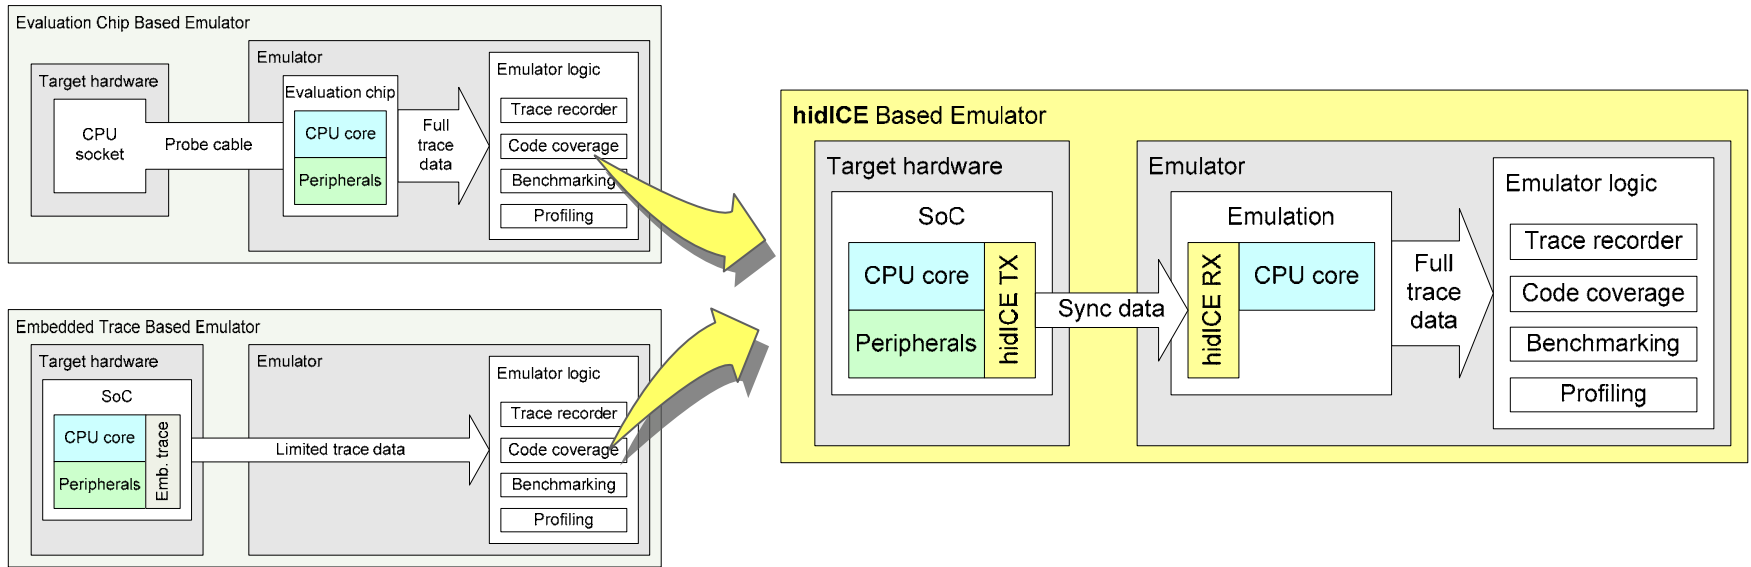 Evaluation Chip Based Emulator
Target hardware
CPU
socket
Probe cable
Emulator
Evaluation chip
CPU core
Peripherals
Full
trace
data
Emulator logic
Trace recorder
Code coverage
Benchmarking
Profiling
Embedded Trace Based Emulator
Target hardware
SoC
CPU core
Peripherals
Emb. trace
Limited trace data
Emulator
Emulator logic
Trace recorder
Code coverage
Benchmarking
Profiling
hidICE Based Emulator
Target hardware
SoC
CPU core
Peripherals
hidICE TX
Sync data
Emulator
Emulation
hidICE RX
CPU core
Full
trace
data
Emulator logic
Trace recorder
Code coverage
Benchmarking
Profiling